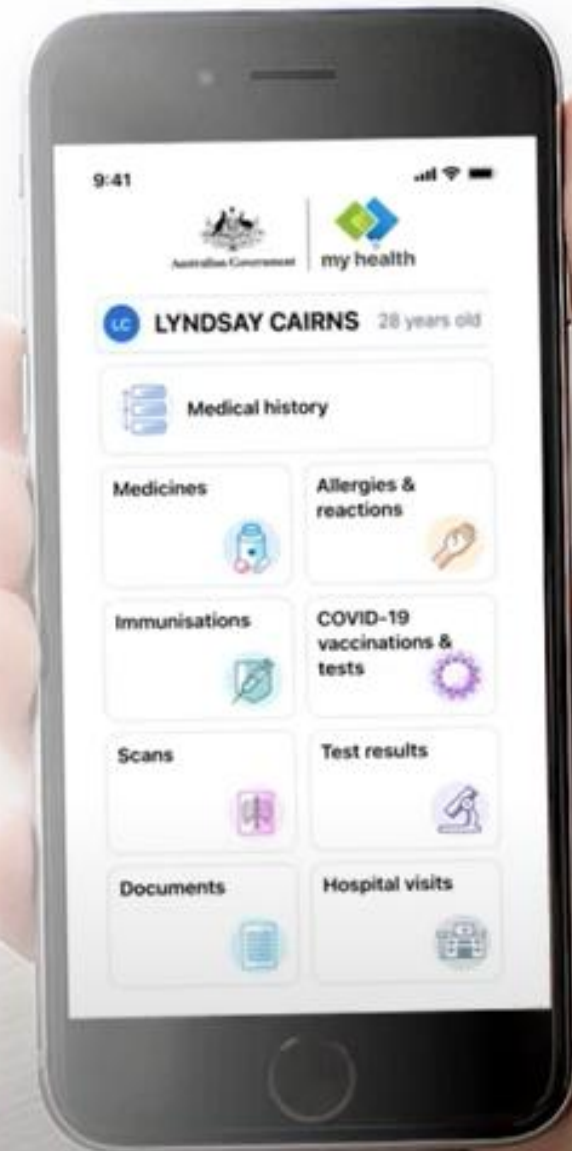 9:41
Australian Government
my health
LC LYNDSAY CAIRNS 28 years old
Medical history
Medicines
Allergies &
reactions
Immunisations
COVID-19
vaccinations &
tests
Scans
Test results
Documents
Hospital visits